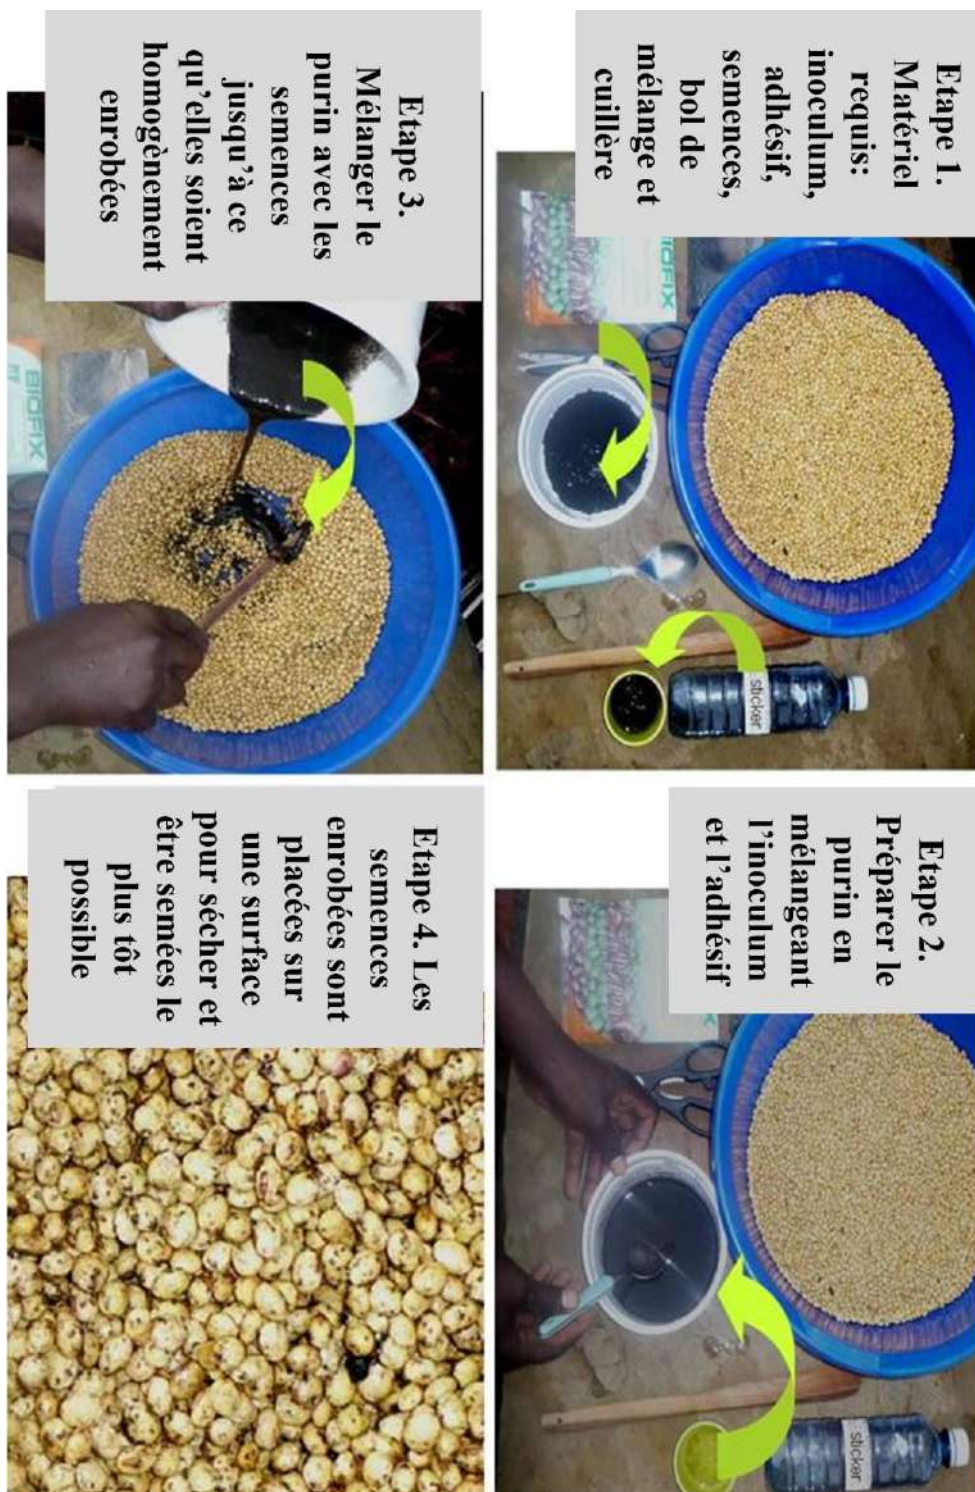 Etape 1.
Matériel
requis:
inoculum,
adhésif,
semences,
bol de
mélange et
cuillère
BIOFIX
sticker
Etape 2.
Préparer le
purin en
mélangeant
l'inoculum
et l'adhésif
sticker
Etape 3.
Mélanger le
purin avec les
semences
jusqu'à ce
qu'elles soient
homogènement
enrobées
BIOFIX
Etape 4. Les
semences
enrobées sont
placées sur
une surface
pour sécher et
être semées le
plus tôt
possible